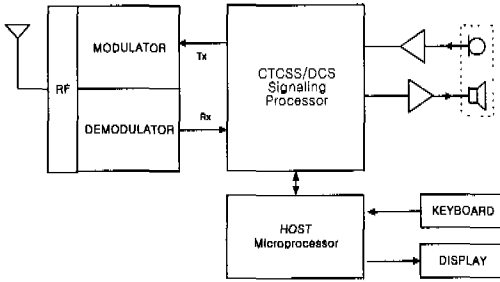 MODULATOR
RF
Tx
DEMODULATOR
Rx
CTCSS/DCS
Signaling
Processor
HOST
Microprocessor
KEYBOARD
DISPLAY